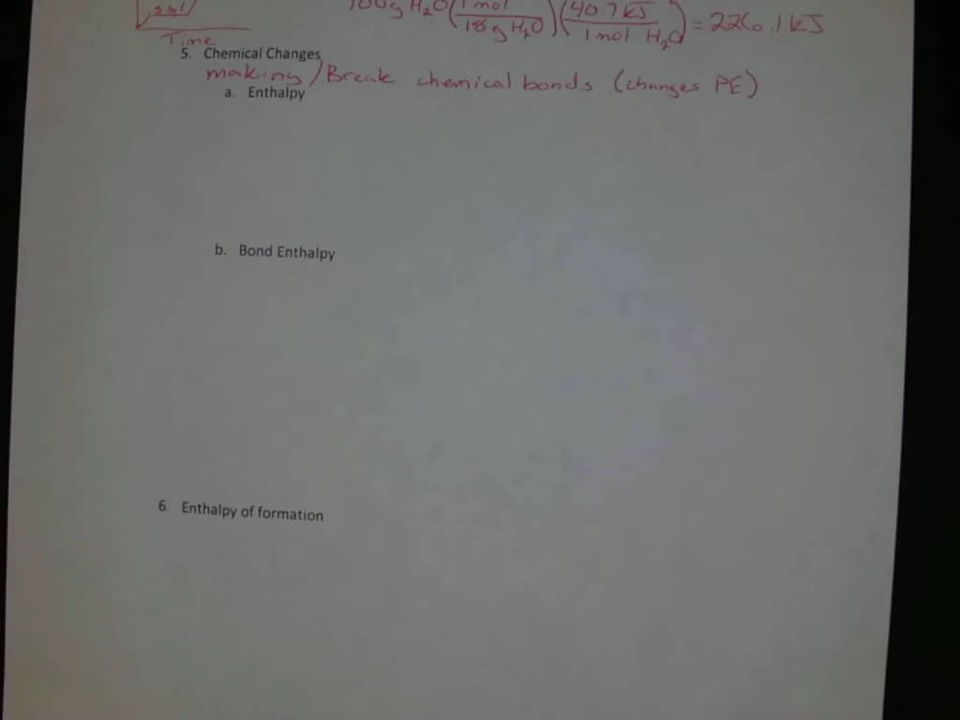 100g H₂O (1 mol / 18 g H₂O) (40.7 kJ / 1 mol H₂O) = 226.1 kJ
Time
5. Chemical Changes
making / Break chemical bonds (changes PE)
a. Enthalpy
b. Bond Enthalpy
6. Enthalpy of formation